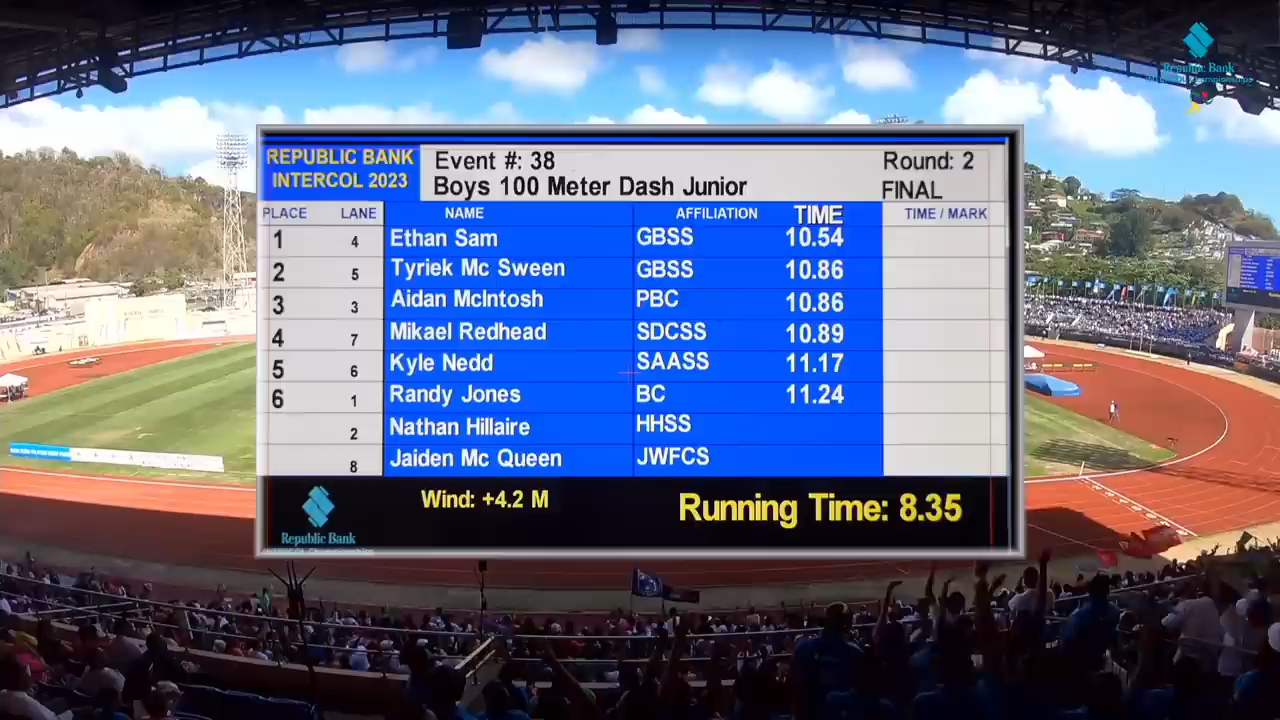 Republic Bank
REPUBLIC BANK
INTERCOL 2023
Event #: 38
Round: 2
Boys 100 Meter Dash Junior
FINAL
PLACE LANE NAME AFFILIATION TIME TIME / MARK
1 4 Ethan Sam GBSS 10.54
2 5 Tyriek Mc Sween GBSS 10.86
3 3 Aidan McIntosh PBC 10.86
4 7 Mikael Redhead SDCSS 10.89
5 6 Kyle Nedd SAASS 11.17
6 1 Randy Jones BC 11.24
2 Nathan Hillaire HHSS
8 Jaiden Mc Queen JWFCS
Wind: +4.2 M
Running Time: 8.35
Republic Bank